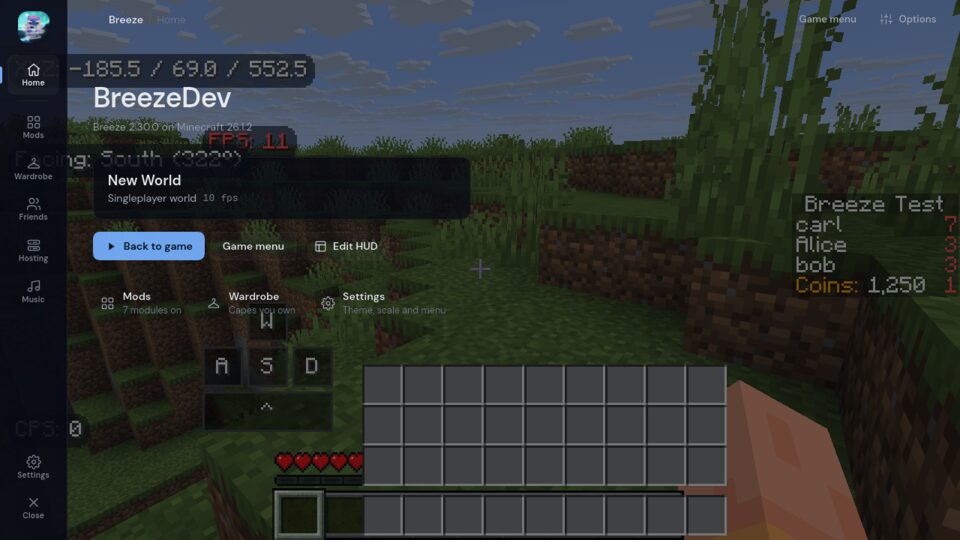 Breeze / Home
Game menu
Options
Home
-185.5 / 69.0 / 552.5
BreezeDev
Breeze 2.30.0 on Minecraft 26.1.2
FPS: 11
Mods
Facing: South (322°)
New World
Singleplayer world 10 fps
Wardrobe
Friends
Breeze Test
carl 7
Alice 3
bob 3
Coins: 1,250 1
Back to game
Game menu
Edit HUD
Hosting
Music
Mods
7 modules on
Wardrobe
Capes you own
Settings
Theme, scale and menu
W
A S D
^
CPS: 0
Settings
Close